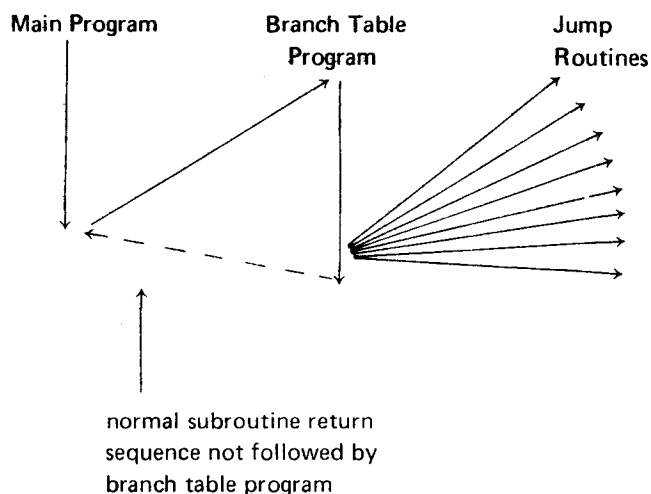 Main Program
Branch Table
Program
Jump
Routines
normal subroutine return
sequence not followed by
branch table program